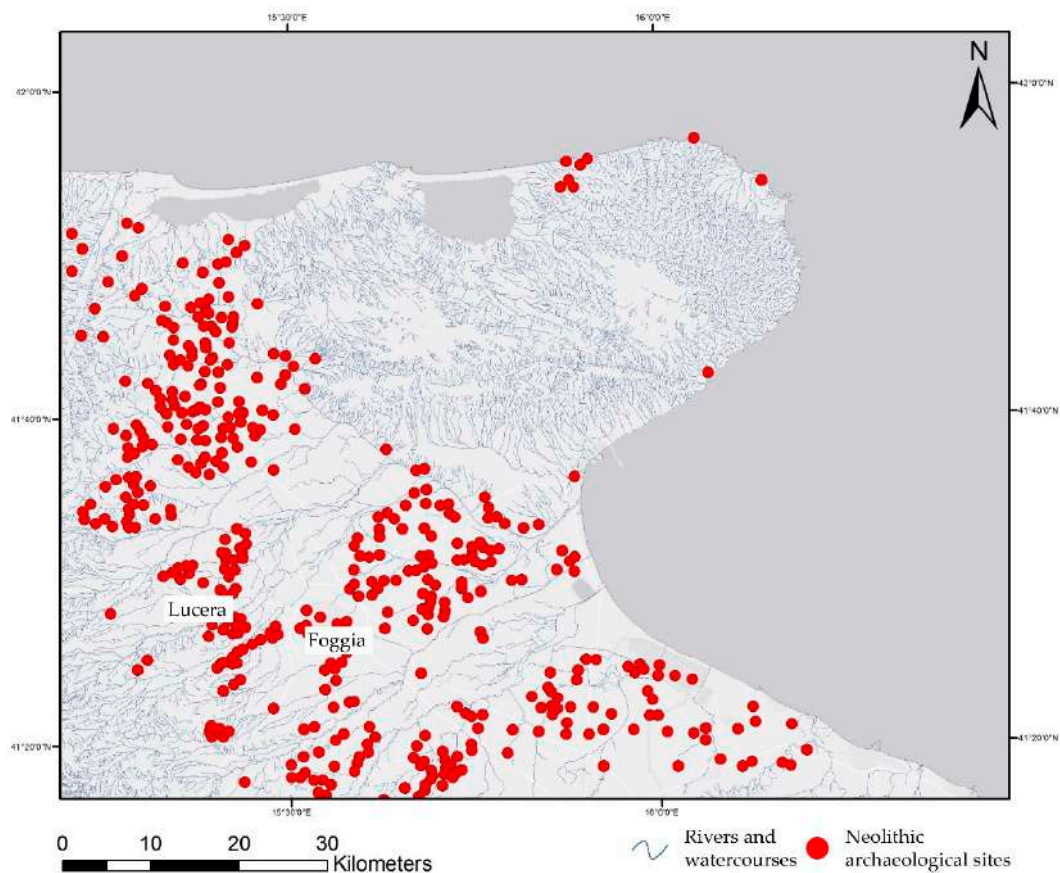 15°30'0"E 16°0'0"E
N
42°0'0"N 42°0'0"N
41°40'0"N 41°40'0"N
Lucera
Foggia
41°20'0"N 41°20'0"N
15°30'0"E 16°0'0"E
0 10 20 30
Kilometers
Rivers and
watercourses
Neolithic
archaeological sites